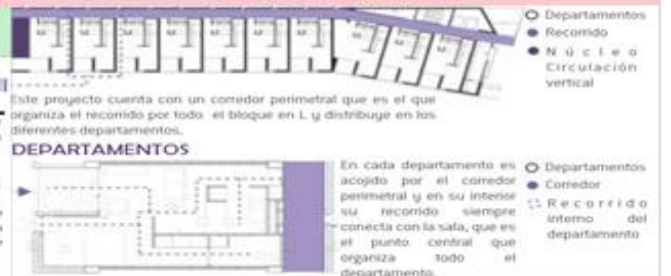 Departamentos
Recorrido
Núcleo
Circulación
vertical
Este proyecto cuenta con un corredor perimetral que es el que
organiza el recorrido por todo el bloque en L y distribuye en los
diferentes departamentos.
DEPARTAMENTOS
En cada departamento es
acojido por el corredor
perimetral y en su interior
su recorrido siempre
conecta con la sala, que es
el punto central que
organiza todo el
departamento.
Departamentos
Corredor
Recorrido
interno del
departamento